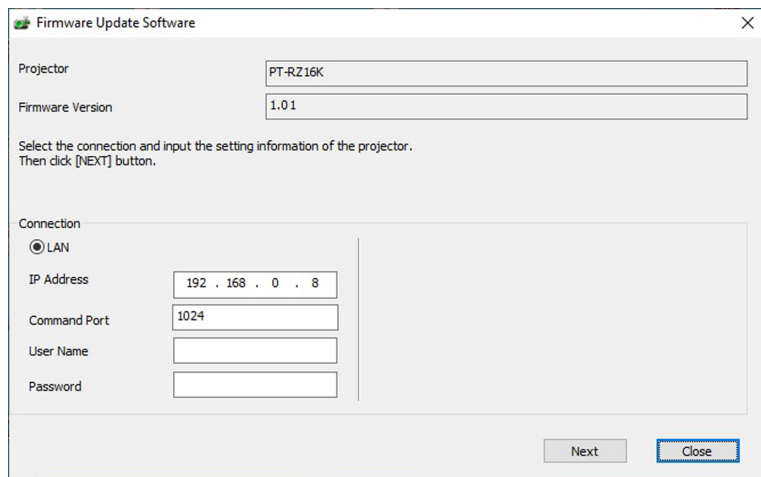 Firmware Update Software
Projector PT-RZ16K
Firmware Version 1.01
Select the connection and input the setting information of the projector.
Then click [NEXT] button.
Connection
LAN
IP Address 192 . 168 . 0 . 8
Command Port 1024
User Name
Password
Next Close